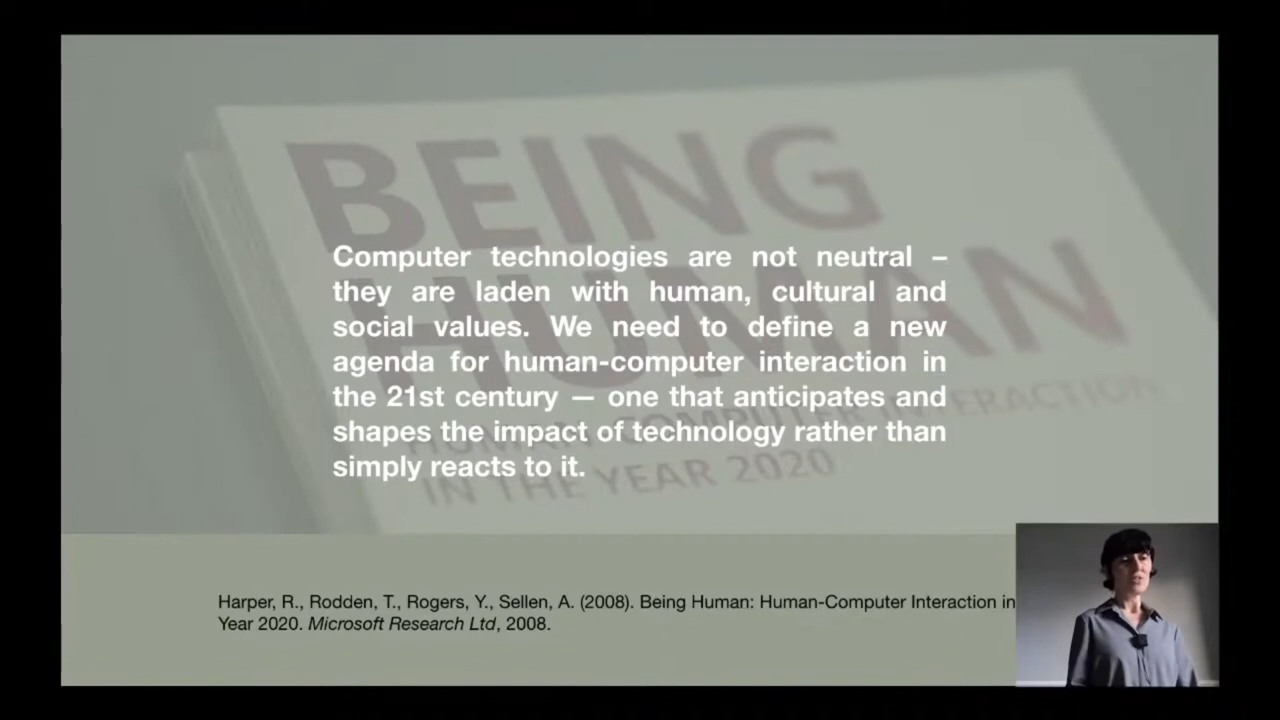 BEING
HUMAN
HUMAN-COMPUTER INTERACTION
IN THE YEAR 2020
Computer technologies are not neutral –
they are laden with human, cultural and
social values. We need to define a new
agenda for human-computer interaction in
the 21st century — one that anticipates and
shapes the impact of technology rather than
simply reacts to it.
Harper, R., Rodden, T., Rogers, Y., Sellen, A. (2008). Being Human: Human-Computer Interaction in
Year 2020. Microsoft Research Ltd, 2008.